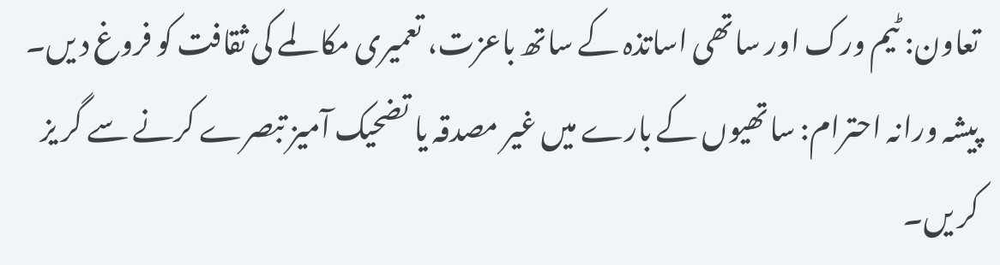 تعاون: ٹیم ورک اور ساتھی اساتذہ کے ساتھ باعزت، تعمیری مکالمے کی ثقافت کو فروغ دیں۔
پیشہ ورانہ احترام: ساتھیوں کے بارے میں غیر مصدقہ یا تضحیک آمیز تبصرے کرنے سے گریز
کریں۔